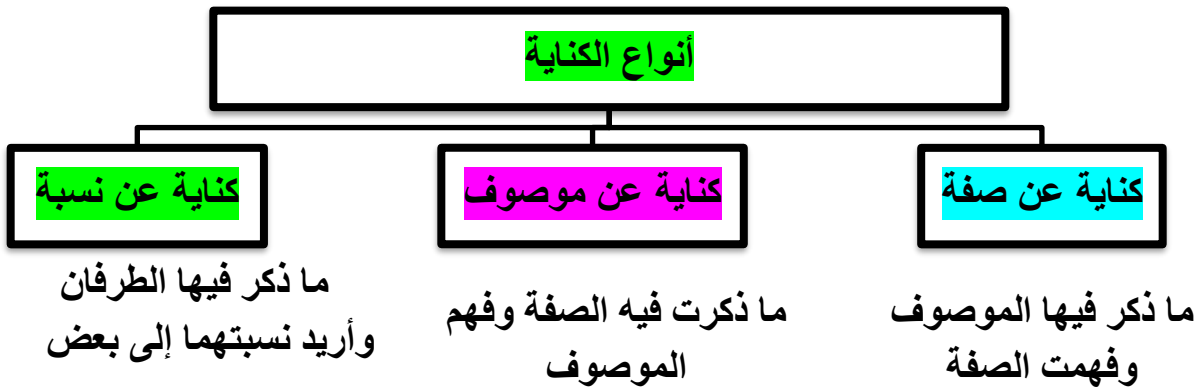 أنواع الكناية
كناية عن صفة
كناية عن موصوف
كناية عن نسبة
ما ذكر فيها الموصوف
وفهمت الصفة
ما ذكرت فيه الصفة وفهم
الموصوف
ما ذكر فيها الطرفان
وأريد نسبتهما إلى بعض